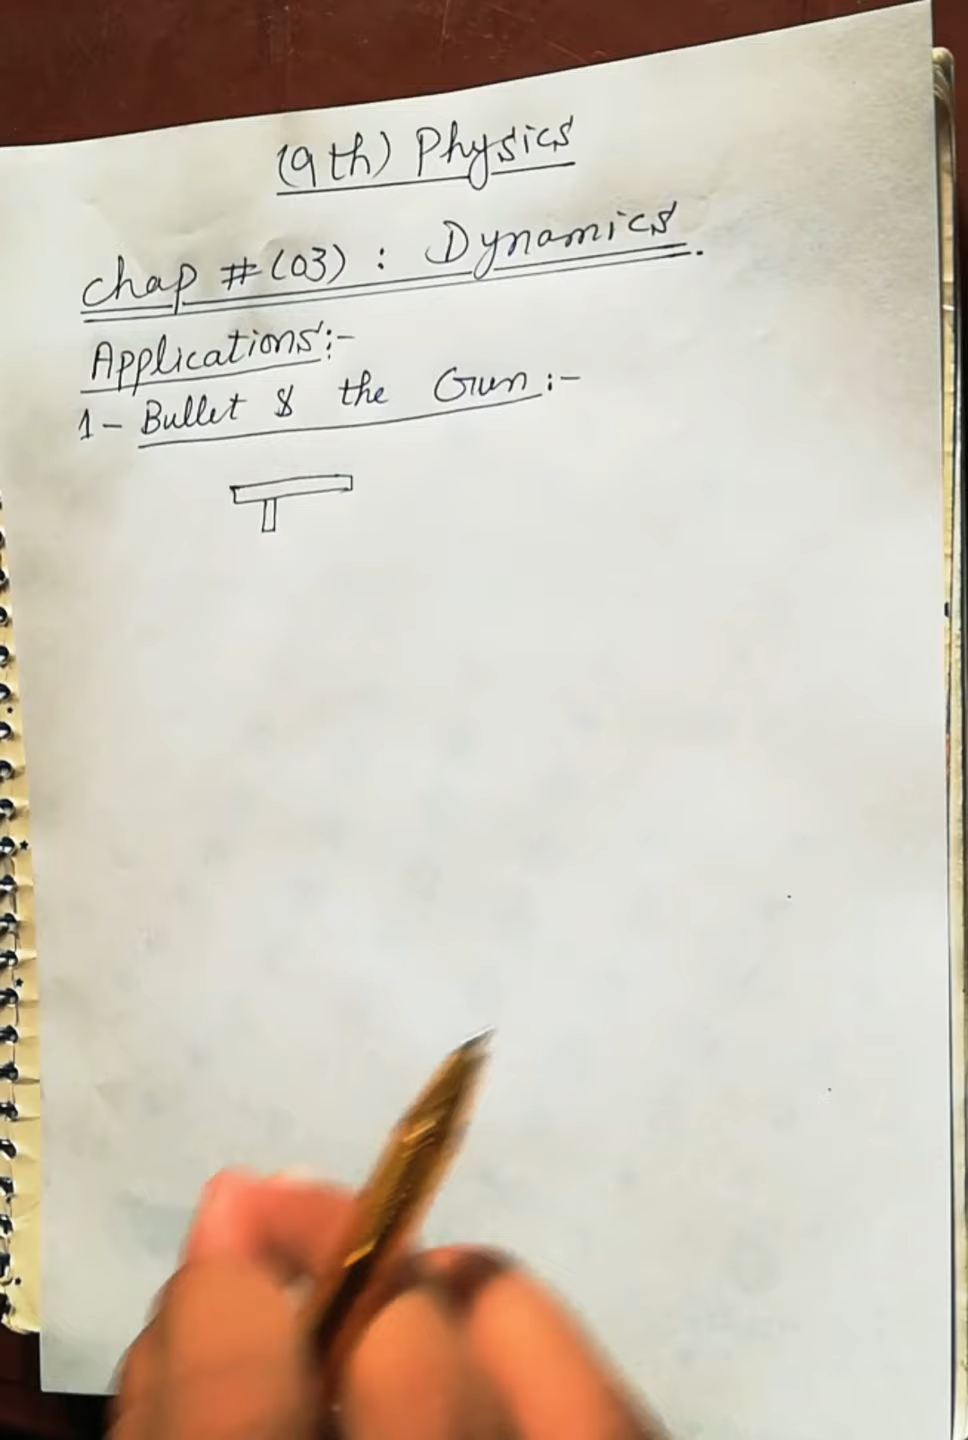 (9th) Physics
Chap # (03) : Dynamics.
Applications:-
1- Bullet & the Gun:-